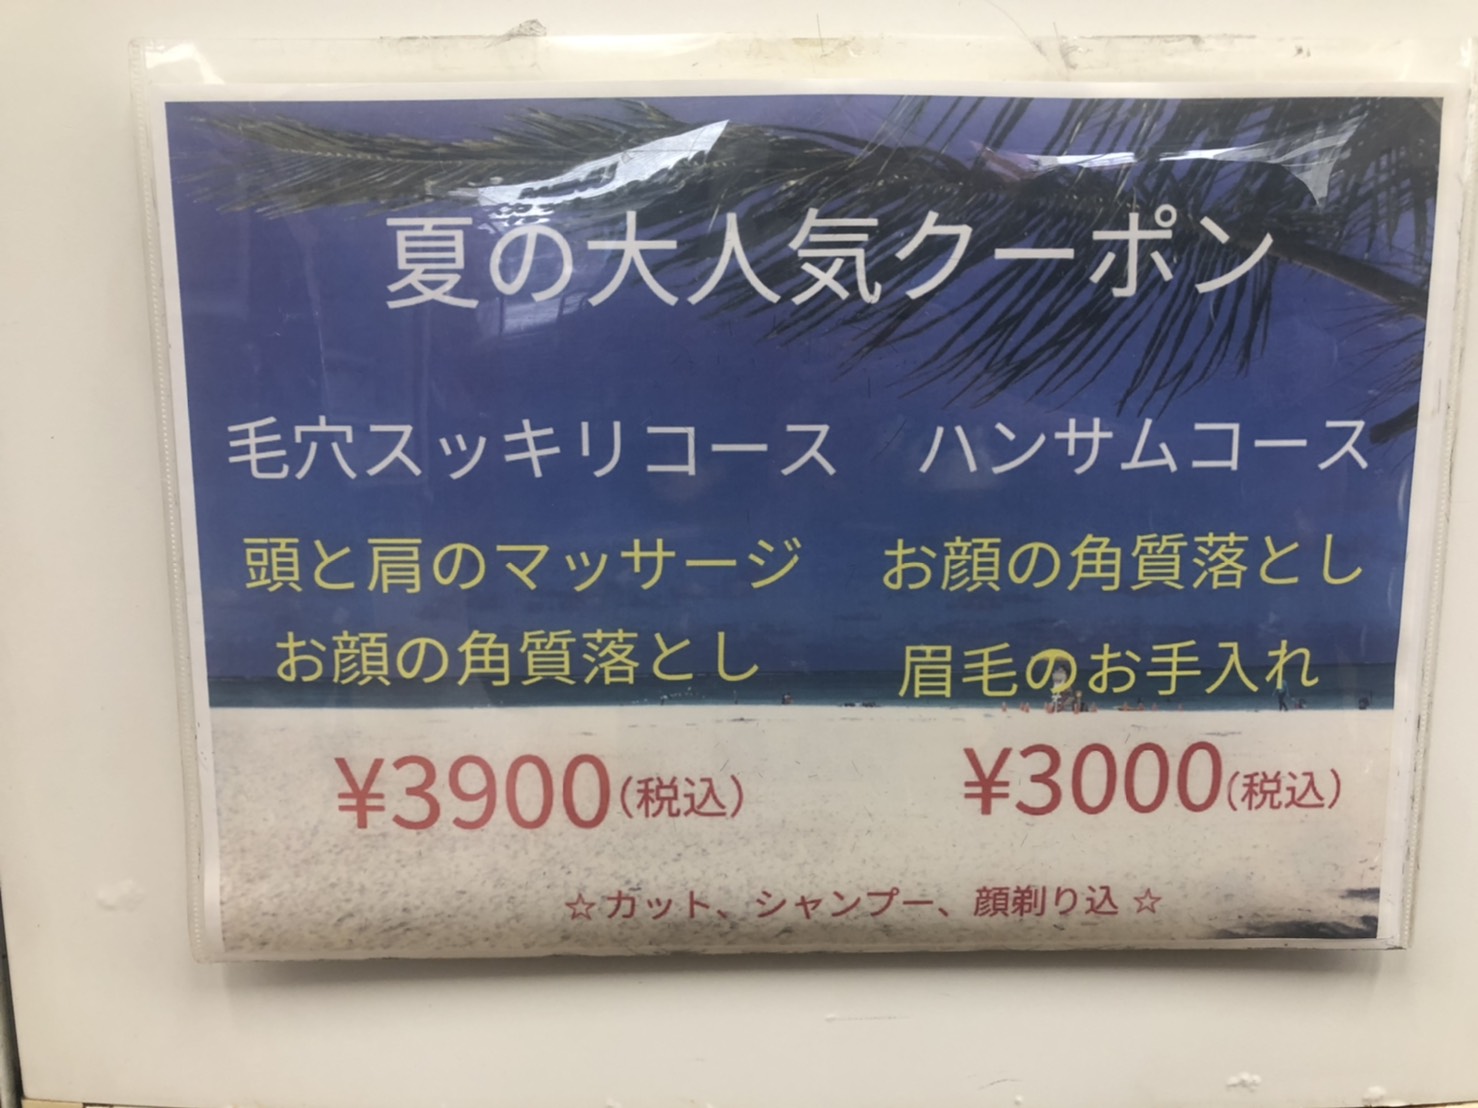 夏の大人気クーポン
毛穴スッキリコース
頭と肩のマッサージ
お顔の角質落とし
¥3900(税込)
ハンサムコース
お顔の角質落とし
眉毛のお手入れ
¥3000(税込)
☆カット、シャンプー、顔剃り込 ☆